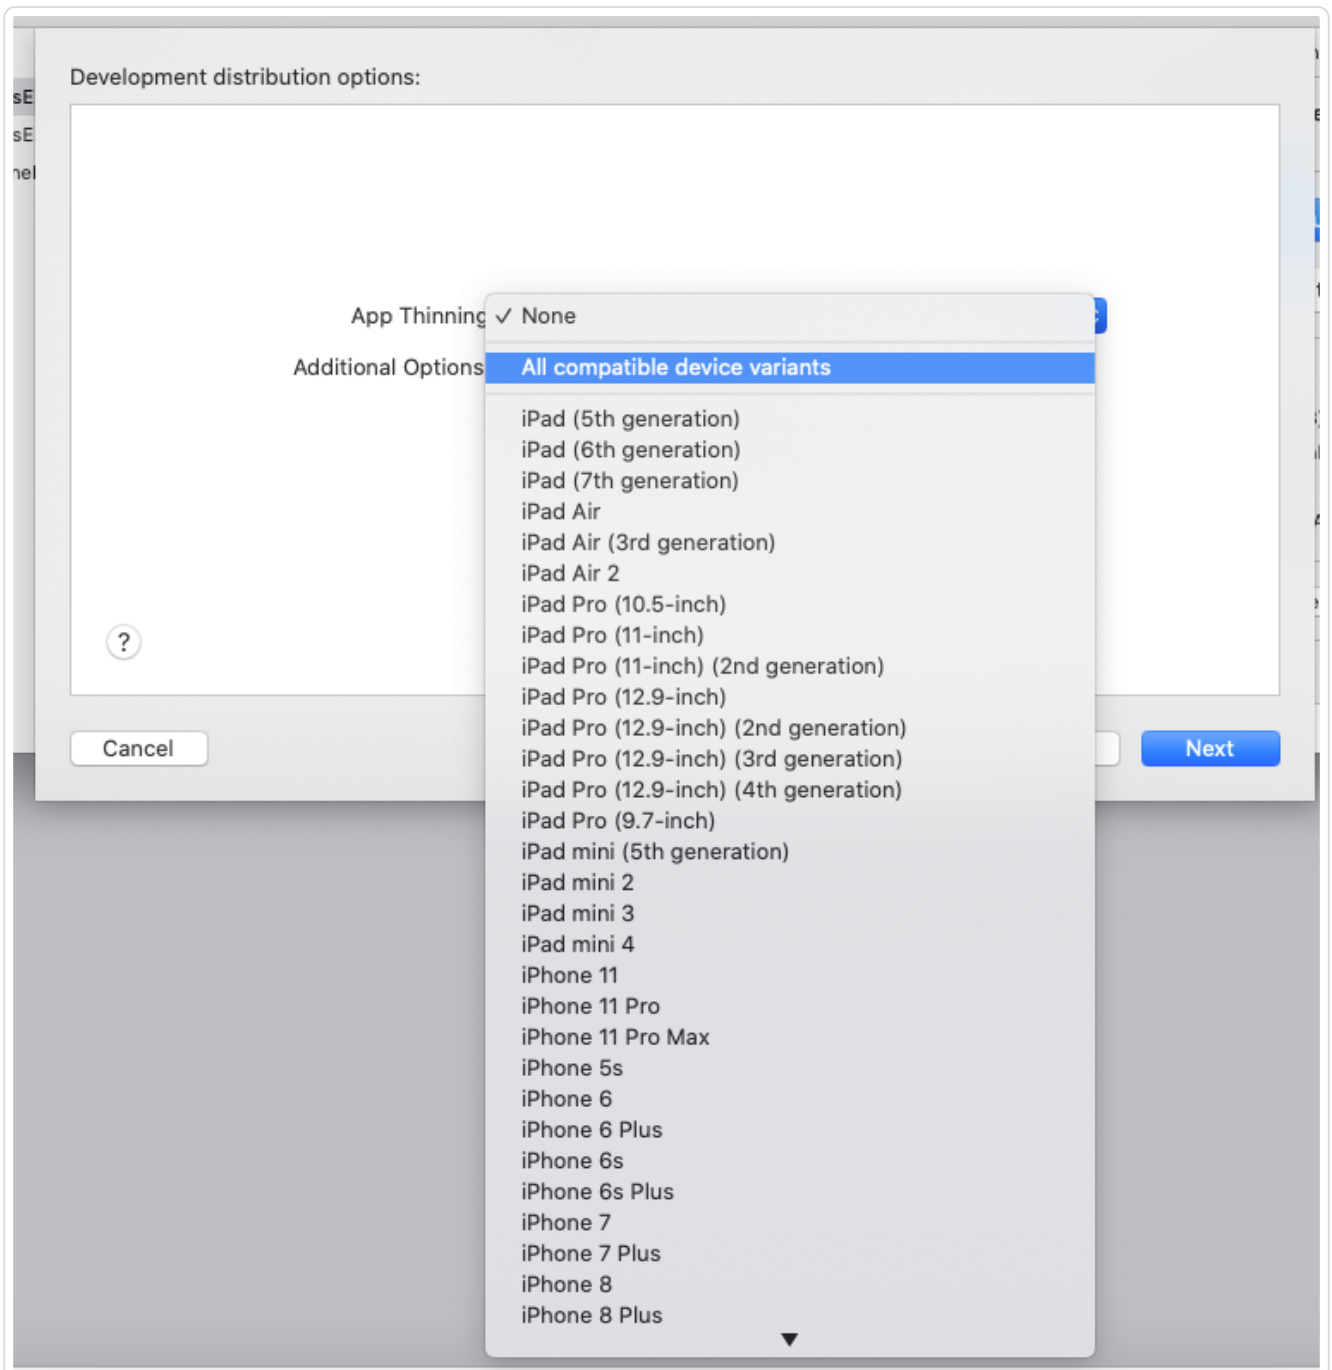 Development distribution options:
sE
sE
nel
App Thinning
✓ None
Additional Options
All compatible device variants
iPad (5th generation)
iPad (6th generation)
iPad (7th generation)
iPad Air
iPad Air (3rd generation)
iPad Air 2
iPad Pro (10.5-inch)
iPad Pro (11-inch)
iPad Pro (11-inch) (2nd generation)
iPad Pro (12.9-inch)
iPad Pro (12.9-inch) (2nd generation)
iPad Pro (12.9-inch) (3rd generation)
iPad Pro (12.9-inch) (4th generation)
iPad Pro (9.7-inch)
iPad mini (5th generation)
iPad mini 2
iPad mini 3
iPad mini 4
iPhone 11
iPhone 11 Pro
iPhone 11 Pro Max
iPhone 5s
iPhone 6
iPhone 6 Plus
iPhone 6s
iPhone 6s Plus
iPhone 7
iPhone 7 Plus
iPhone 8
iPhone 8 Plus
?
Cancel
Next